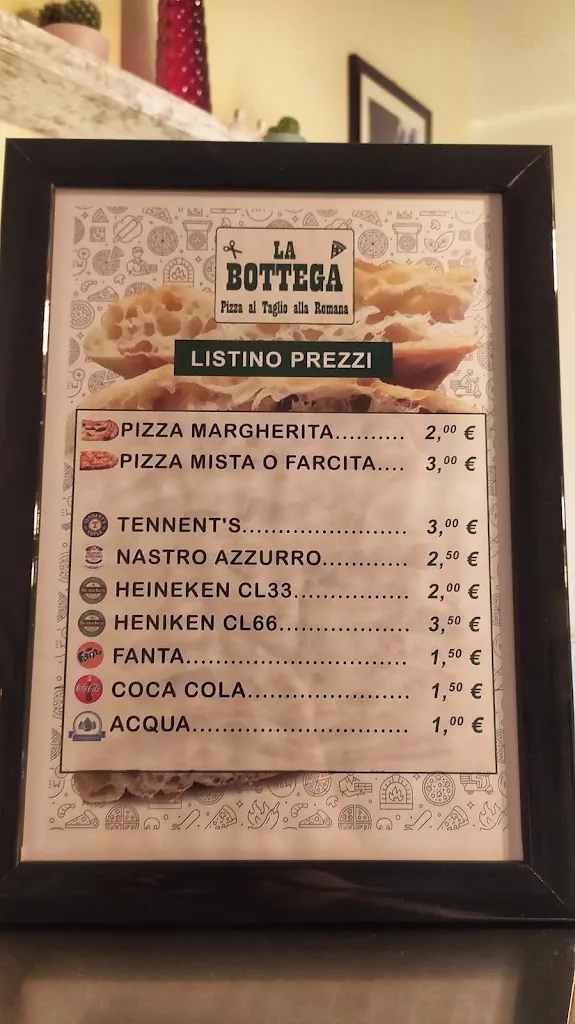 LA
BOTTEGA
Pizza al Taglio alla Romana
LISTINO PREZZI
PIZZA MARGHERITA.......... 2,00 €
PIZZA MISTA O FARCITA.... 3,00 €
TENNENT'S....................... 3,00 €
NASTRO AZZURRO............ 2,50 €
HEINEKEN CL33................ 2,00 €
HENIKEN CL66.................. 3,50 €
FANTA............................... 1,50 €
COCA COLA....................... 1,50 €
ACQUA.............................. 1,00 €